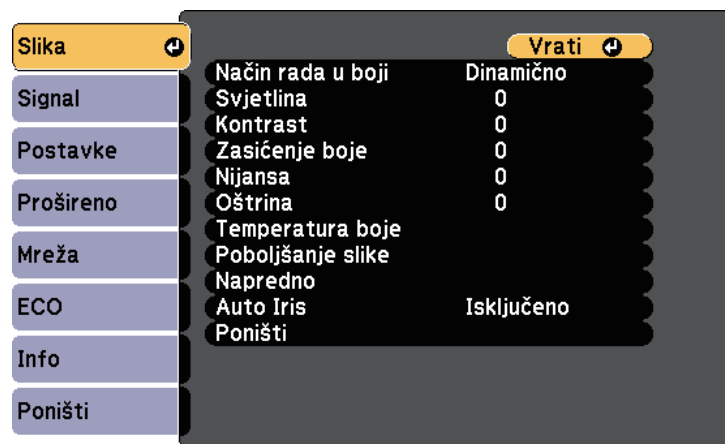 Slika
Signal
Postavke
Prošireno
Mreža
ECO
Info
Poništi
Vrati
Način rada u boji Dinamično
Svjetlina 0
Kontrast 0
Zasićenje boje 0
Nijansa 0
Oštrina 0
Temperatura boje
Poboljšanje slike
Napredno
Auto Iris Isključeno
Poništi